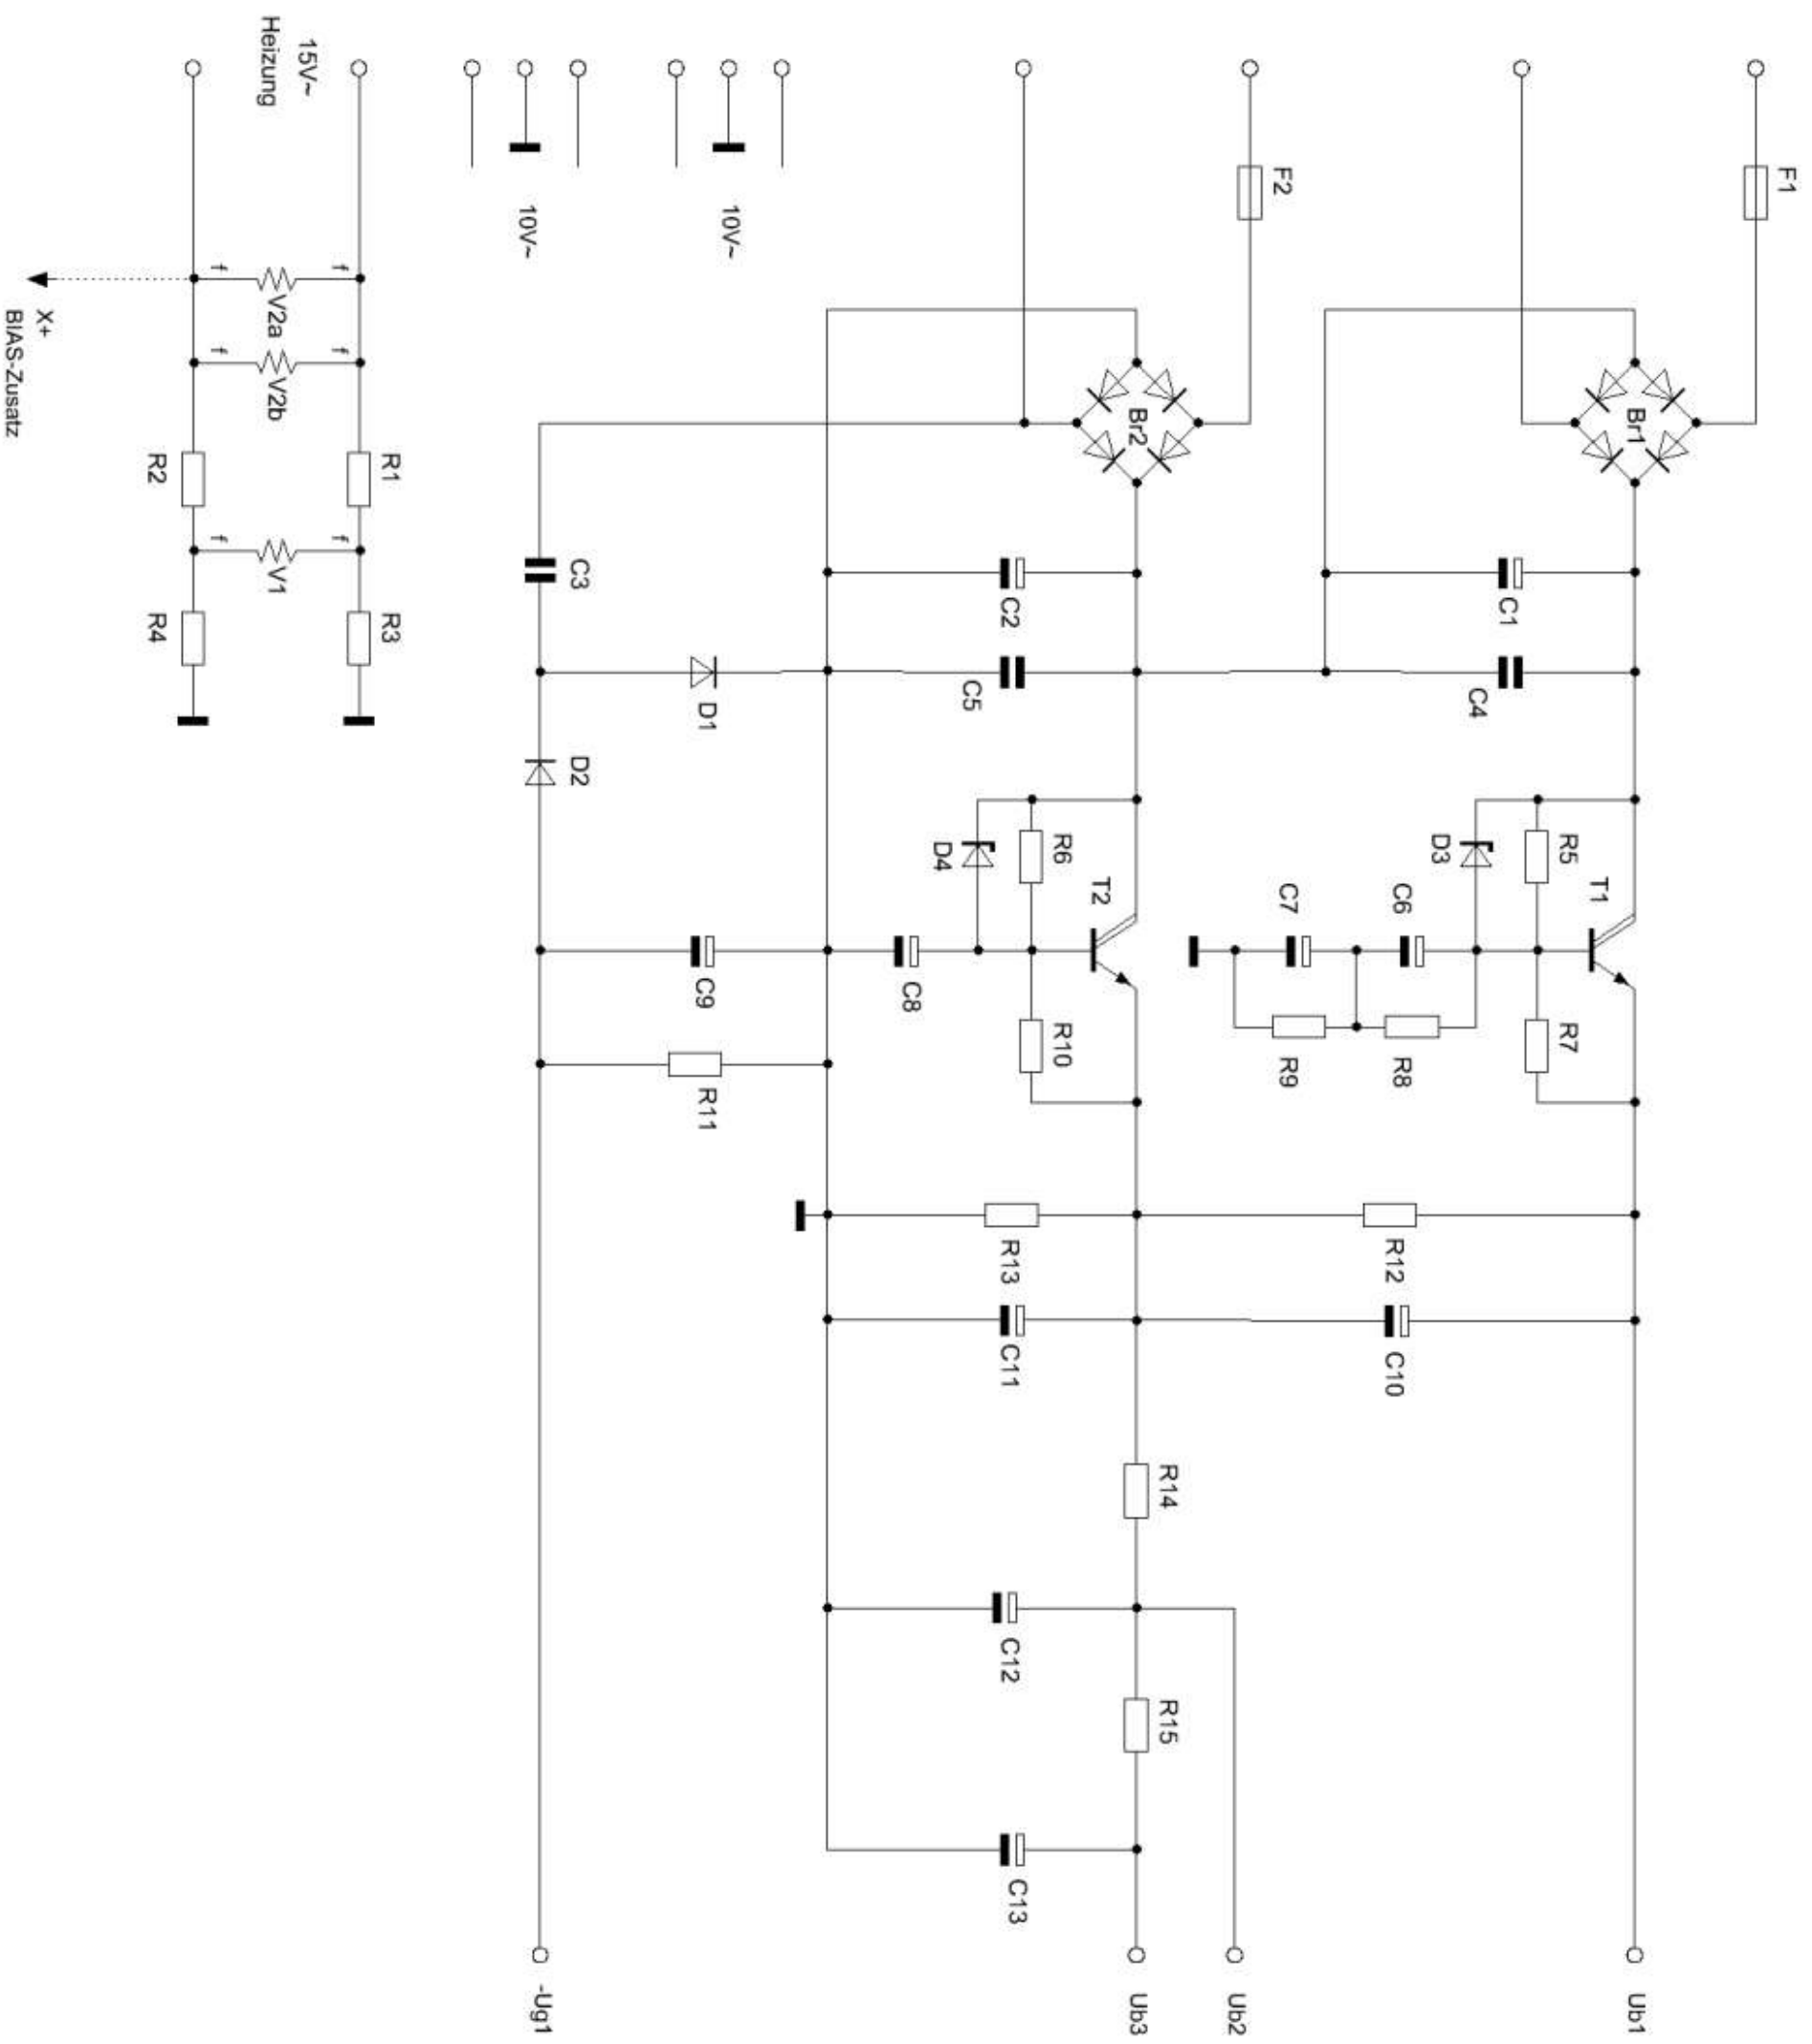 F1
Br1
C1
C4
R5
D3
T1
C6
C7
R7
R8
R9
R12
C10
Ub1
F2
Br2
C2
C5
R6
D4
T2
C8
R10
R13
C11
R14
C12
R15
C13
Ub2
Ub3
10V~
10V~
C3
D1
D2
C9
R11
-Ug1
15V~
Heizung
f
f
V2a
f
f
V2b
R1
R2
f
f
V1
R3
R4
X+
BIAS-Zusatz